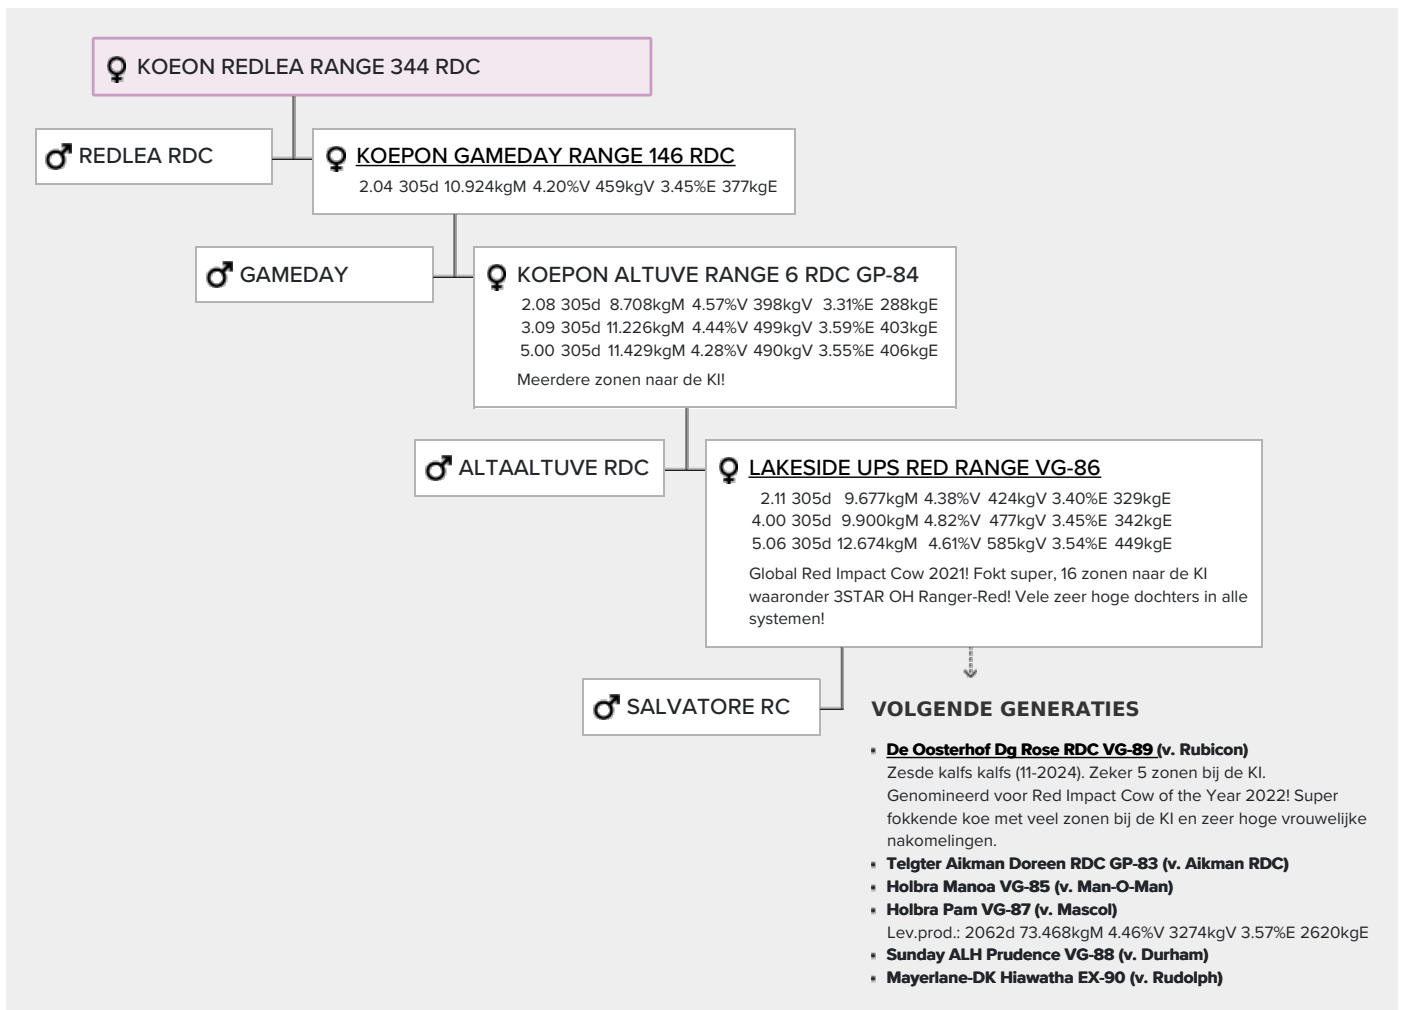 KOEON REDLEA RANGE 344 RDC
REDLEA RDC
KOEPON GAMEDAY RANGE 146 RDC
2.04 305d 10.924kgM 4.20%V 459kgV 3.45%E 377kgE
GAMEDAY
KOEPON ALTUVE RANGE 6 RDC GP-84
2.08 305d 8.708kgM 4.57%V 398kgV 3.31%E 288kgE
3.09 305d 11.226kgM 4.44%V 499kgV 3.59%E 403kgE
5.00 305d 11.429kgM 4.28%V 490kgV 3.55%E 406kgE
Meerdere zonen naar de KI!
ALTAALTUVE RDC
LAKESIDE UPS RED RANGE VG-86
2.11 305d 9.677kgM 4.38%V 424kgV 3.40%E 329kgE
4.00 305d 9.900kgM 4.82%V 477kgV 3.45%E 342kgE
5.06 305d 12.674kgM 4.61%V 585kgV 3.54%E 449kgE
Global Red Impact Cow 2021! Fokt super, 16 zonen naar de KI
waaronder 3STAR OH Ranger-Red! Vele zeer hoge dochters in alle
systemen!
SALVATORE RC
VOLGENDE GENERATIES
De Oosterhof Dg Rose RDC VG-89 (v. Rubicon)
Zesde kalfs kalfs (11-2024). Zeker 5 zonen bij de KI.
Genomineerd voor Red Impact Cow of the Year 2022! Super
fokkende koe met veel zonen bij de KI en zeer hoge vrouwelijke
nakomelingen.
Telgter Aikman Doreen RDC GP-83 (v. Aikman RDC)
Holbra Manoa VG-85 (v. Man-O-Man)
Holbra Pam VG-87 (v. Mascol)
Lev.prod.: 2062d 73.468kgM 4.46%V 3274kgV 3.57%E 2620kgE
Sunday ALH Prudence VG-88 (v. Durham)
Mayerlane-DK Hiawatha EX-90 (v. Rudolph)